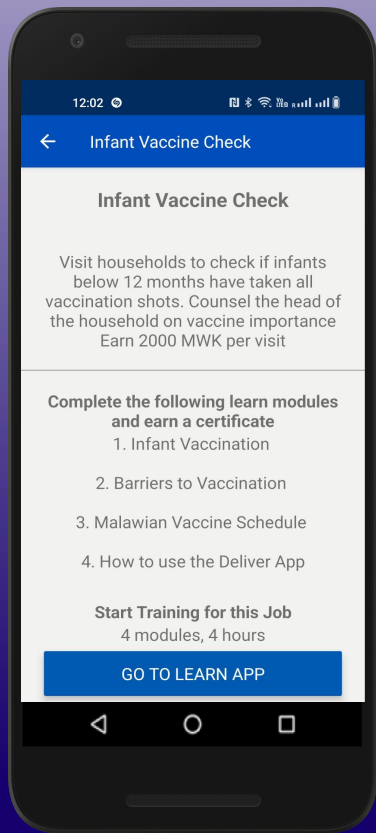 12:02
Infant Vaccine Check
Infant Vaccine Check
Visit households to check if infants
below 12 months have taken all
vaccination shots. Counsel the head of
the household on vaccine importance
Earn 2000 MWK per visit
Complete the following learn modules
and earn a certificate
1. Infant Vaccination
2. Barriers to Vaccination
3. Malawian Vaccine Schedule
4. How to use the Deliver App
Start Training for this Job
4 modules, 4 hours
GO TO LEARN APP